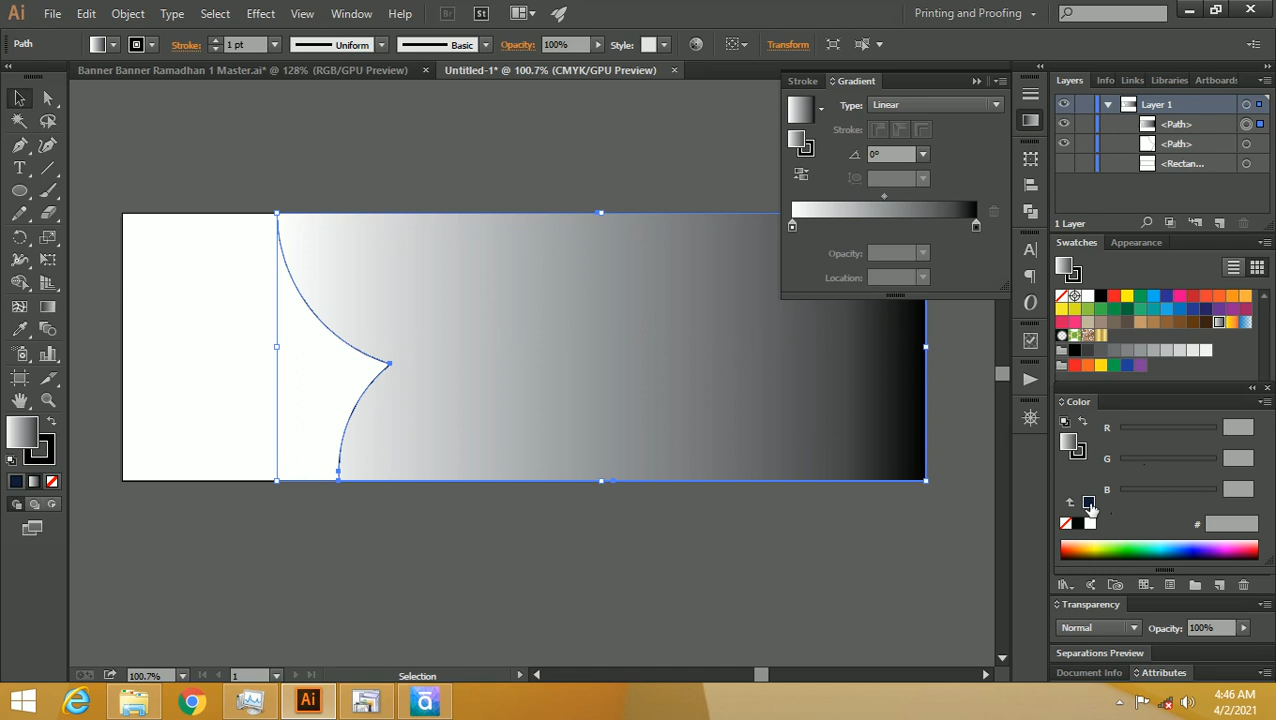 Ai File Edit Object Type Select Effect View Window Help Br St Printing and Proofing
Path Stroke: 1 pt Uniform Basic Opacity: 100% Style: Transform
Banner Banner Ramadhan 1 Master.ai* @ 128% (RGB/GPU Preview) × Untitled-1* @ 100.7% (CMYK/GPU Preview) ×
Stroke Gradient
Type: Linear
Stroke:
0°
Opacity:
Location:
Layers Info Links Libraries Artboards
Layer 1
<Path>
<Path>
<Rectan...
1 Layer
Swatches Appearance
Color
R
G
B
#
Transparency
Normal Opacity: 100%
Separations Preview
Document Info Attributes
100.7% 1 Selection
Ai
4:46 AM
4/2/2021